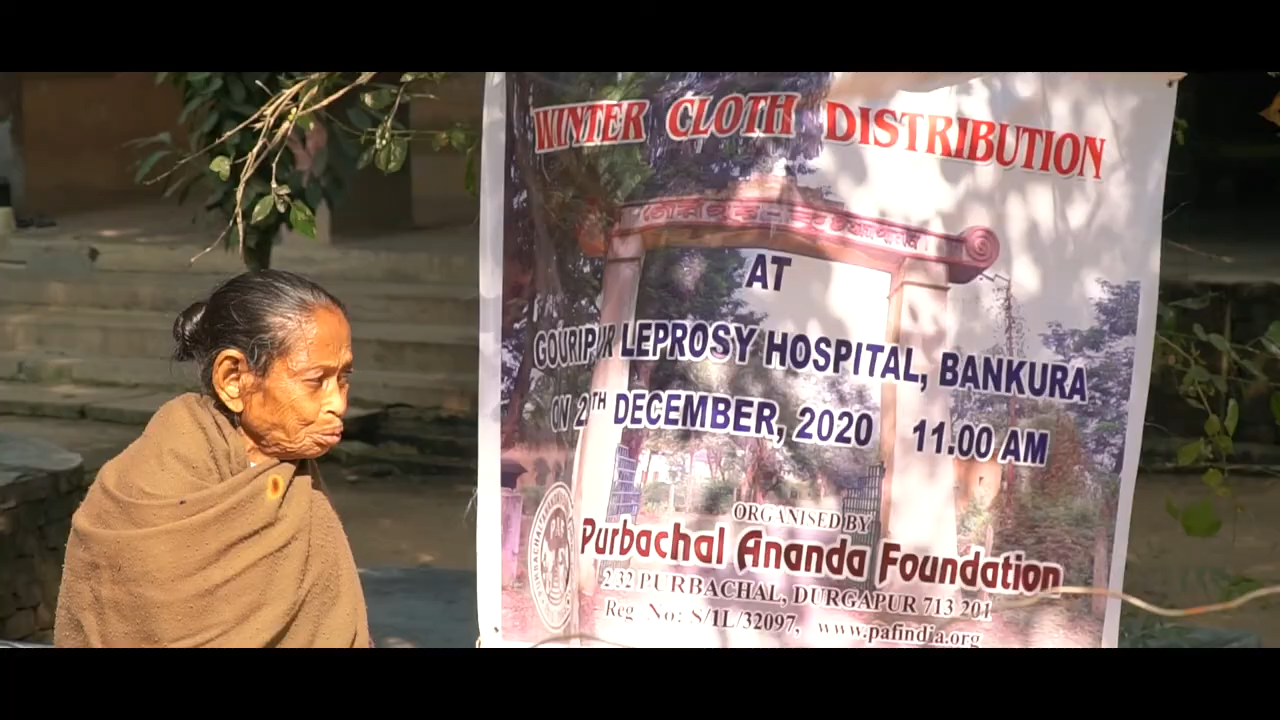 WINTER CLOTH DISTRIBUTION
AT
GOURIPUR LEPROSY HOSPITAL, BANKURA
DECEMBER, 2020 11.00 AM
ORGANISED BY
Purbachal Ananda Foundation
2/32 PURBACHAL, DURGAPUR 713 201
Reg. No: S/1L/32097, www.pafindia.org